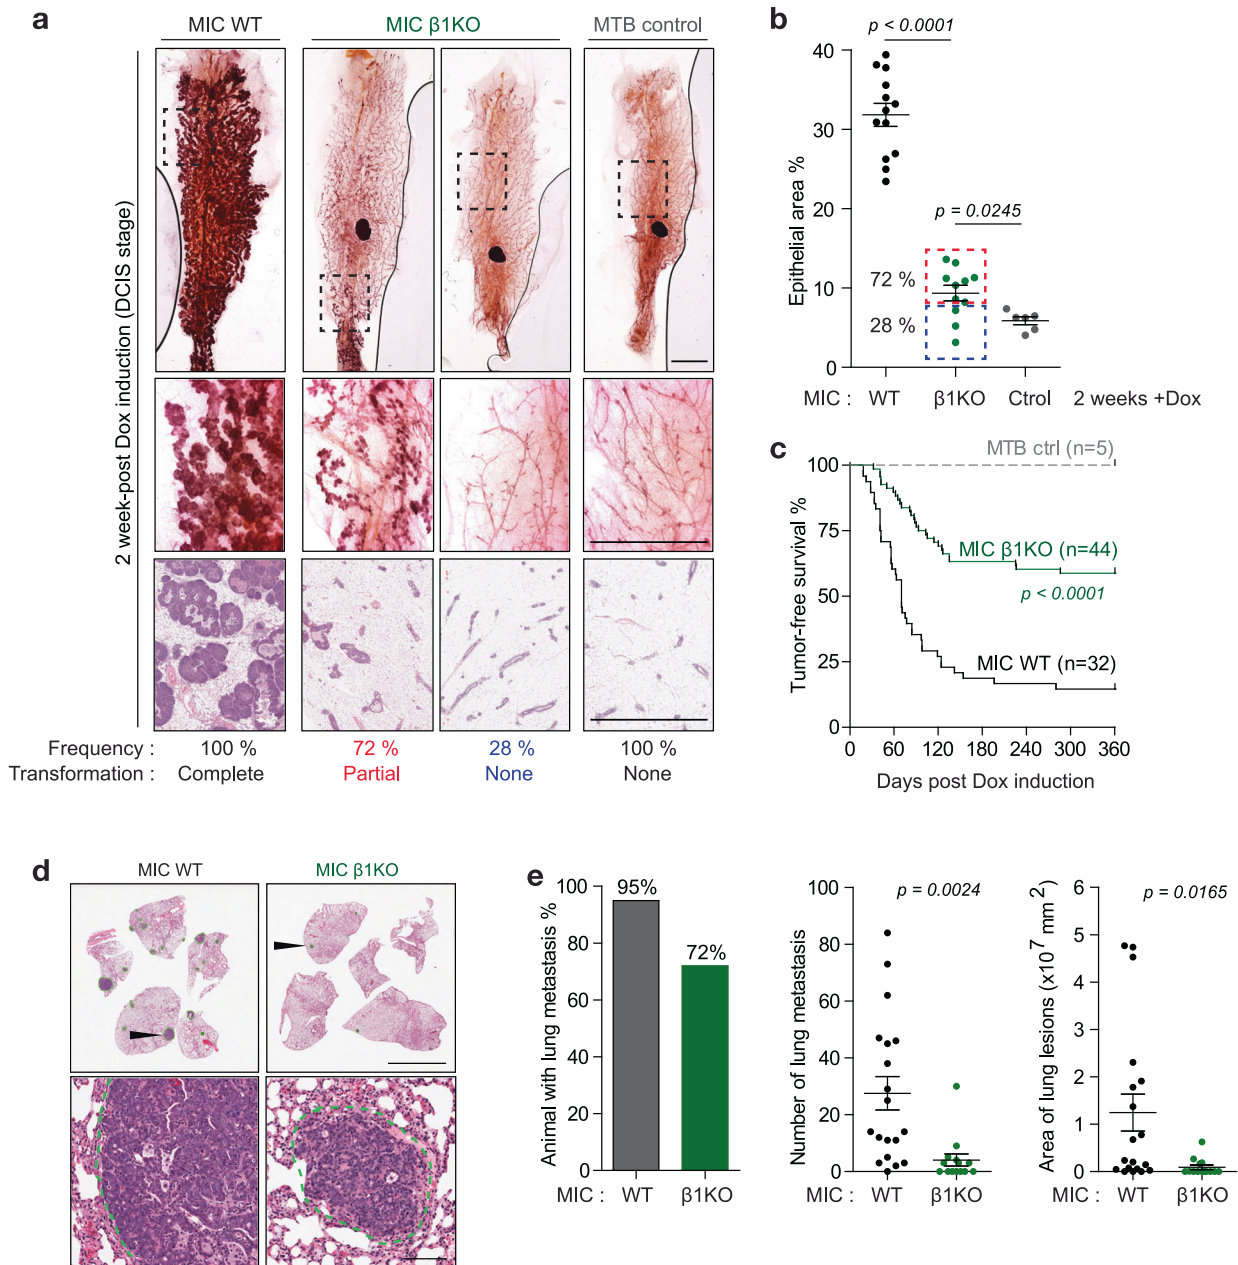 a
MIC WT
MIC β1KO
MTB control
2 week-post Dox induction (DCIS stage)
Frequency : 100 % 72 % 28 % 100 %
Transformation : Complete Partial None None
b
p < 0.0001
40
30
20
10
0
Epithelial area %
p = 0.0245
72 %
28 %
MIC : WT β1KO Ctrol 2 weeks +Dox
c
MTB ctrl (n=5)
100
75
50
25
0
Tumor-free survival %
MIC β1KO (n=44)
p < 0.0001
MIC WT (n=32)
0 60 120 180 240 300 360
Days post Dox induction
d
MIC WT
MIC β1KO
e
100
80
60
40
20
0
Animal with lung metastasis %
95%
72%
MIC : WT β1KO
100
80
60
40
20
0
Number of lung metastasis
p = 0.0024
MIC : WT β1KO
6
5
4
3
2
1
0
Area of lung lesions (x10⁷ mm 2)
p = 0.0165
MIC : WT β1KO